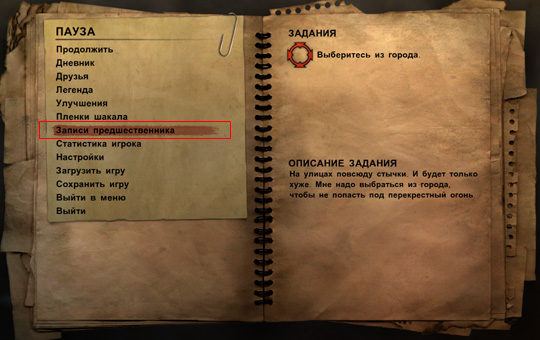 ПАУЗА
Продолжить
Дневник
Друзья
Легенда
Улучшения
Пленки шакала
Записи предшественника
Статистика игрока
Настройки
Загрузить игру
Сохранить игру
Выйти в меню
Выйти
ЗАДАНИЯ
Выберитесь из города.
ОПИСАНИЕ ЗАДАНИЯ
На улицах повсюду стычки. И будет только
хуже. Мне надо выбраться из города,
чтобы не попасть под перекрестный огонь